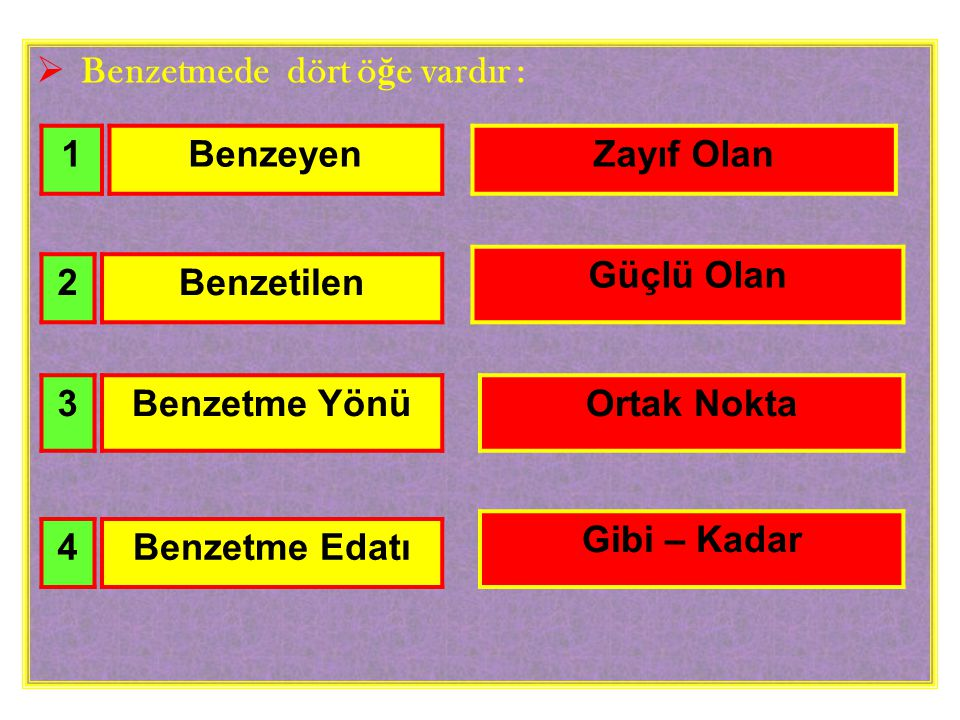 ➢ Benzetmede dört öğe vardır :
1 Benzeyen Zayıf Olan
2 Benzetilen Güçlü Olan
3 Benzetme Yönü Ortak Nokta
4 Benzetme Edatı Gibi – Kadar